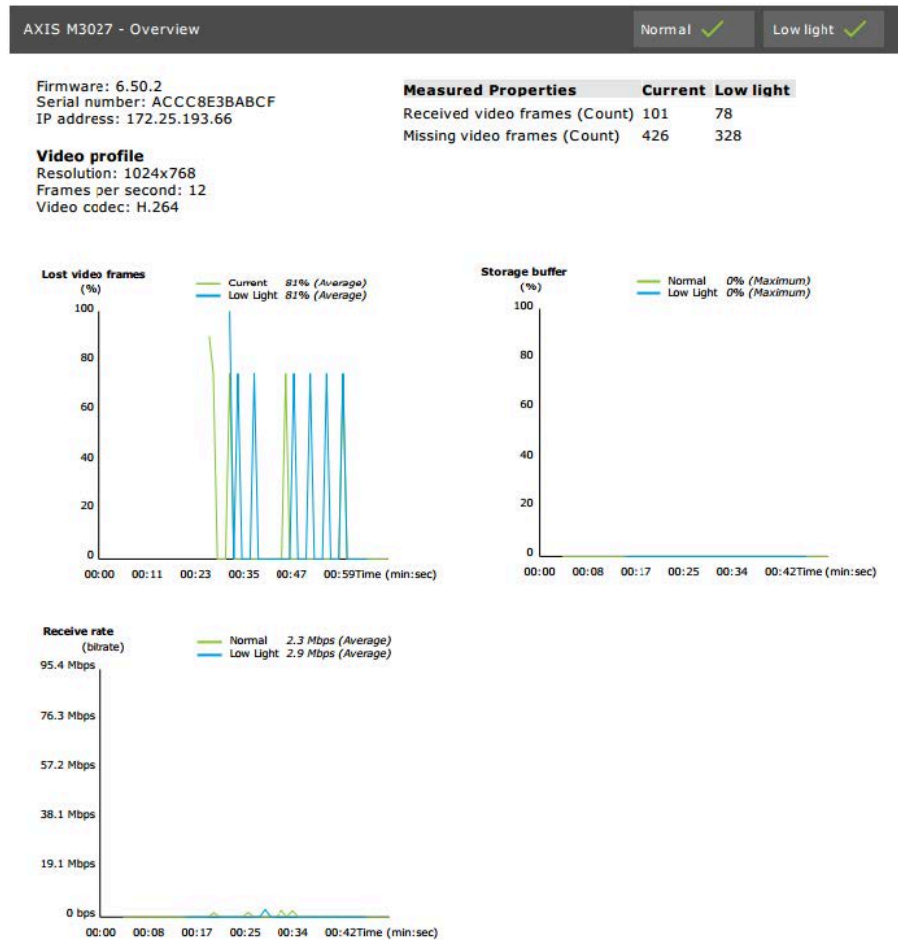 AXIS M3027 - Overview
Normal
Low light
Firmware: 6.50.2
Serial number: ACCC8E3BABCF
IP address: 172.25.193.66
Video profile
Resolution: 1024x768
Frames per second: 12
Video codec: H.264
Measured Properties Current Low light
Received video frames (Count) 101 78
Missing video frames (Count) 426 328
Lost video frames
(%)
Current 81% (Average)
Low Light 81% (Average)
100
80
60
40
20
0
00:00 00:11 00:23 00:35 00:47 00:59Time (min:sec)
Storage buffer
(%)
Normal 0% (Maximum)
Low Light 0% (Maximum)
100
80
60
40
20
0
00:00 00:08 00:17 00:25 00:34 00:42Time (min:sec)
Receive rate
(bitrate)
Normal 2.3 Mbps (Average)
Low Light 2.9 Mbps (Average)
95.4 Mbps
76.3 Mbps
57.2 Mbps
38.1 Mbps
19.1 Mbps
0 bps
00:00 00:08 00:17 00:25 00:34 00:42Time (min:sec)